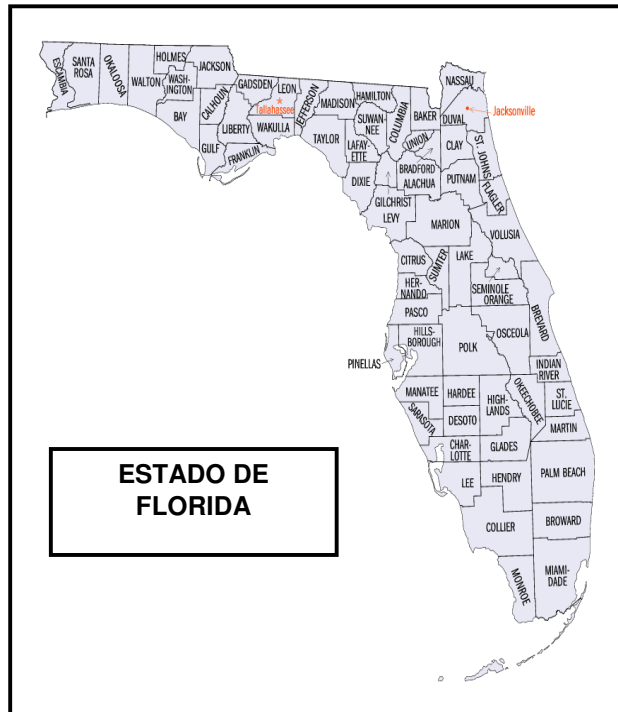 ESCAMBIA
SANTA
ROSA
OKALOOSA
WALTON
HOLMES
WASH-
INGTON
JACKSON
BAY
CALHOUN
GULF
GADSDEN
LIBERTY
FRANKLIN
LEON
Tallahassee
WAKULLA
JEFFERSON
MADISON
TAYLOR
HAMILTON
SUWAN-
NEE
LAFAY-
ETTE
DIXIE
COLUMBIA
BAKER
UNION
BRADFORD
ALACHUA
GILCHRIST
LEVY
NASSAU
Jacksonville
DUVAL
CLAY
ST. JOHNS
PUTNAM
FLAGLER
MARION
VOLUSIA
CITRUS
SUMTER
LAKE
HER-
NANDO
SEMINOLE
ORANGE
BREVARD
PASCO
HILLS-
BOROUGH
PINELLAS
POLK
OSCEOLA
INDIAN
RIVER
MANATEE
HARDEE
HIGH-
LANDS
OKEECHOBEE
ST.
LUCIE
SARASOTA
DESOTO
MARTIN
CHAR-
LOTTE
GLADES
LEE
HENDRY
PALM BEACH
COLLIER
BROWARD
MONROE
MIAMI-
DADE
ESTADO DE
FLORIDA